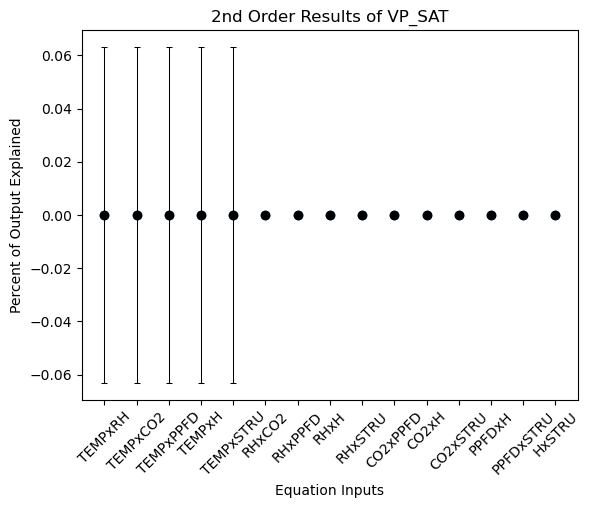 2nd Order Results of VP_SAT
Percent of Output Explained
0.06
0.04
0.02
0.00
−0.02
−0.04
−0.06
TEMPxRH
TEMPxCO2
TEMPxPPFD
TEMPxH
TEMPxSTRU
RHxCO2
RHxPPFD
RHxH
RHxSTRU
CO2xPPFD
CO2xH
CO2xSTRU
PPFDxH
PPFDxSTRU
HxSTRU
Equation Inputs